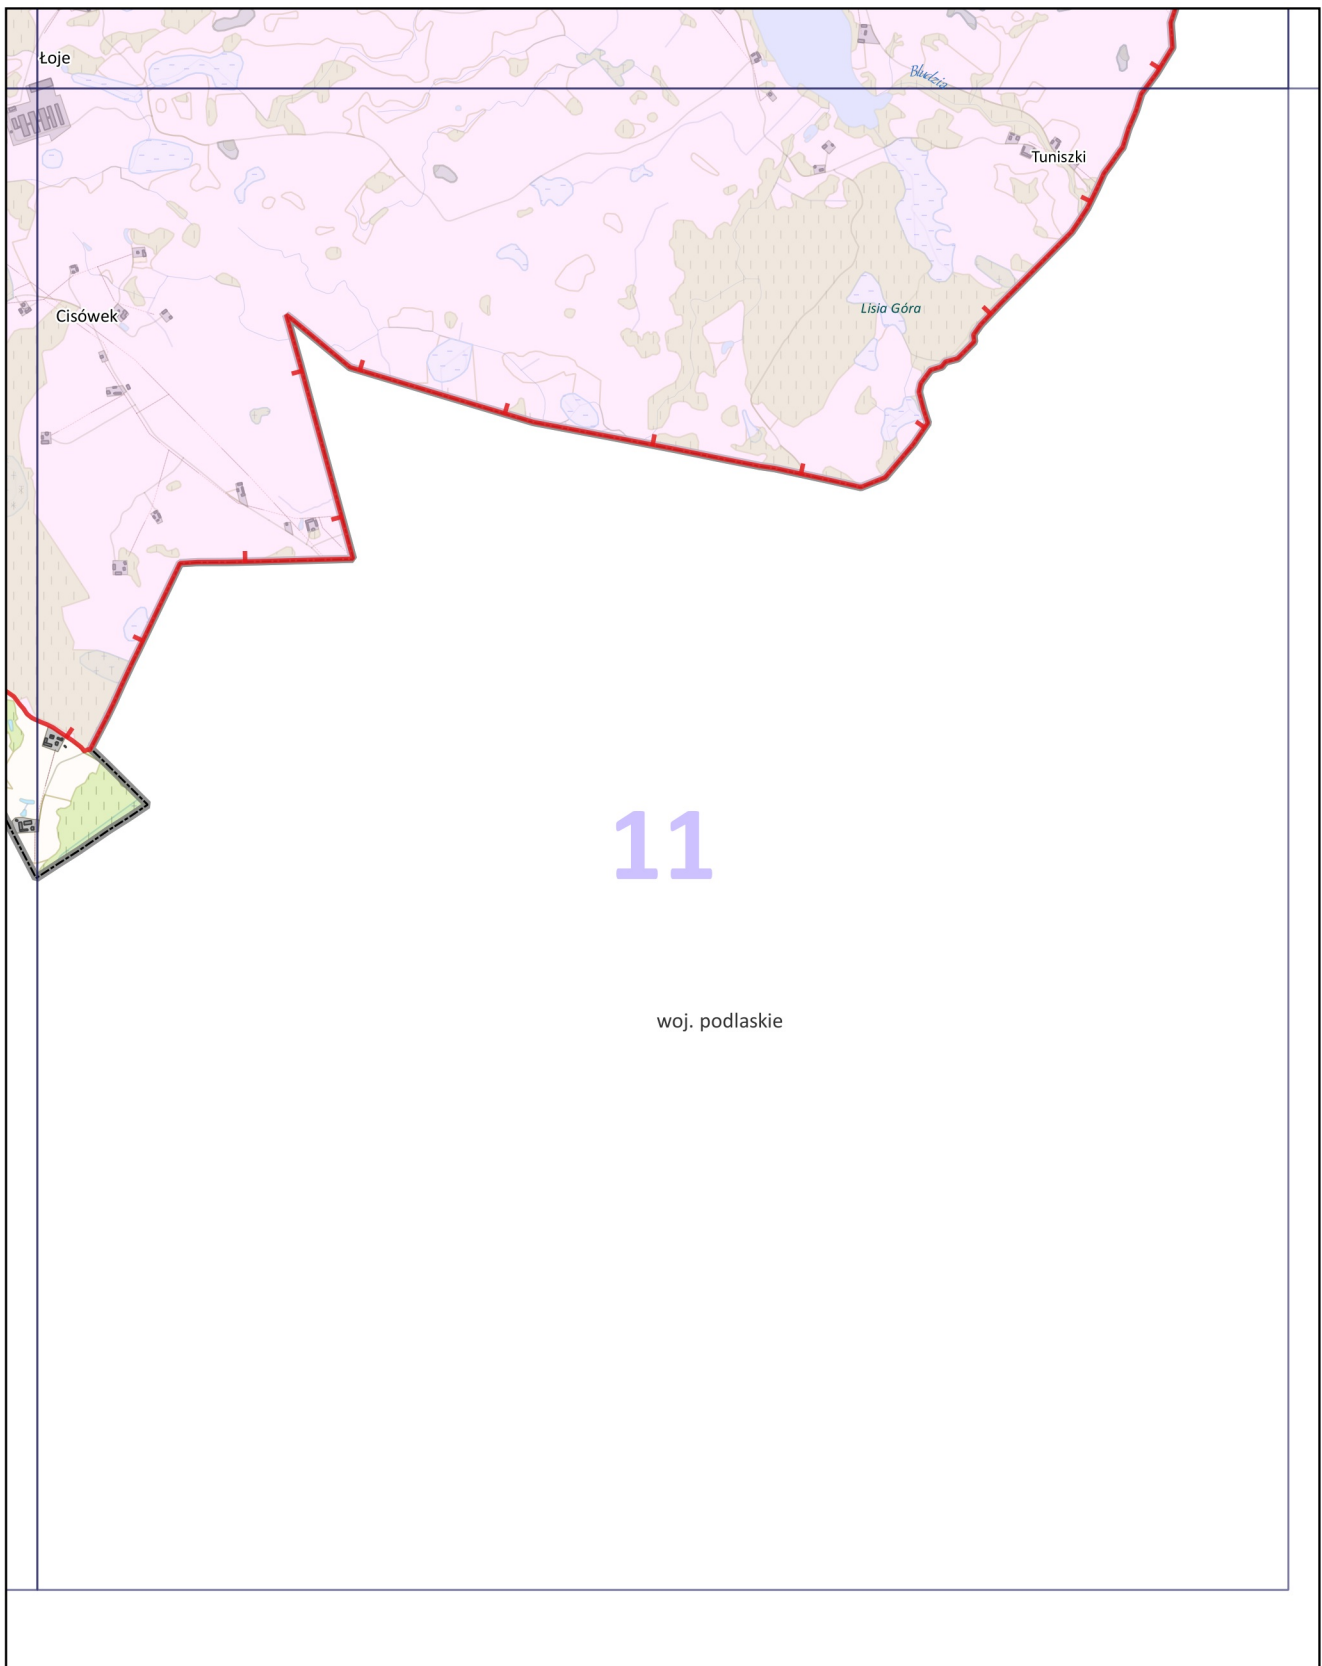 Łoje
Bludzia
Tuniszki
Lisia Góra
Cisówek
11
woj. podlaskie